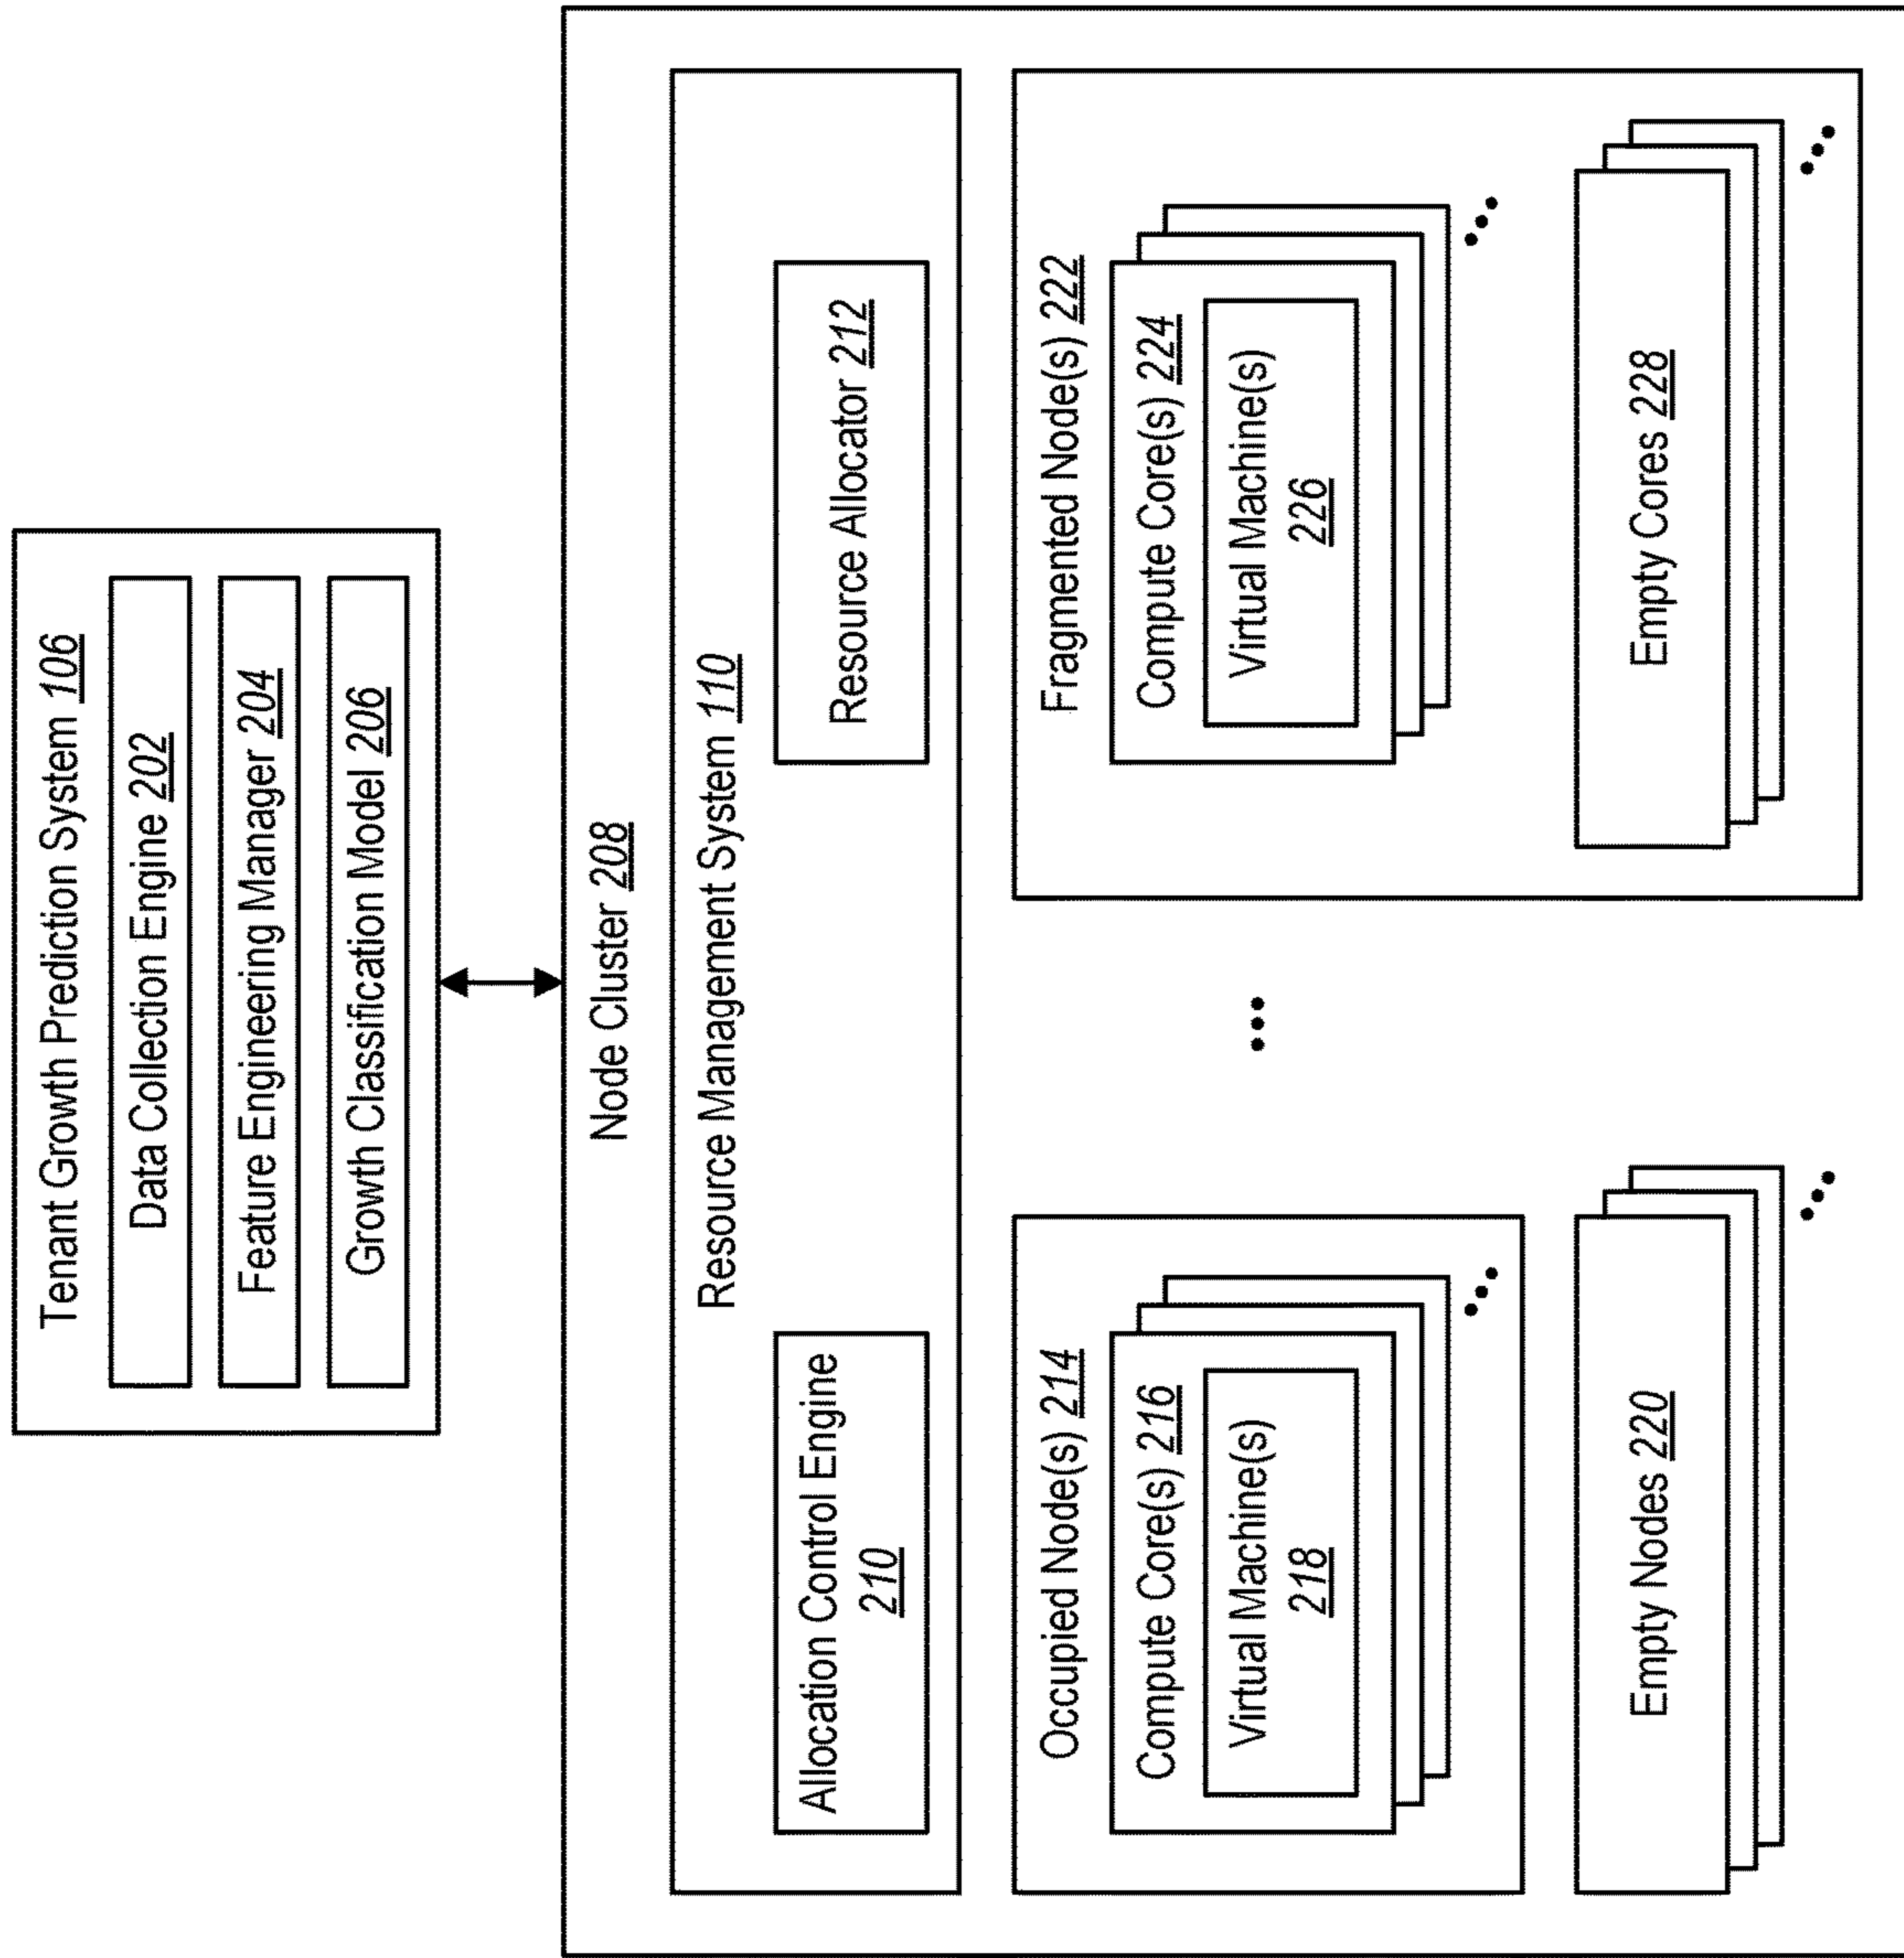 Tenant Growth Prediction System 106
Data Collection Engine 202
Feature Engineering Manager 204
Growth Classification Model 206
Node Cluster 208
Resource Management System 110
Allocation Control Engine
210
Resource Allocator 212
Occupied Node(s) 214
Compute Core(s) 216
Virtual Machine(s)
218
Empty Nodes 220
Fragmented Node(s) 222
Compute Core(s) 224
Virtual Machine(s)
226
Empty Cores 228